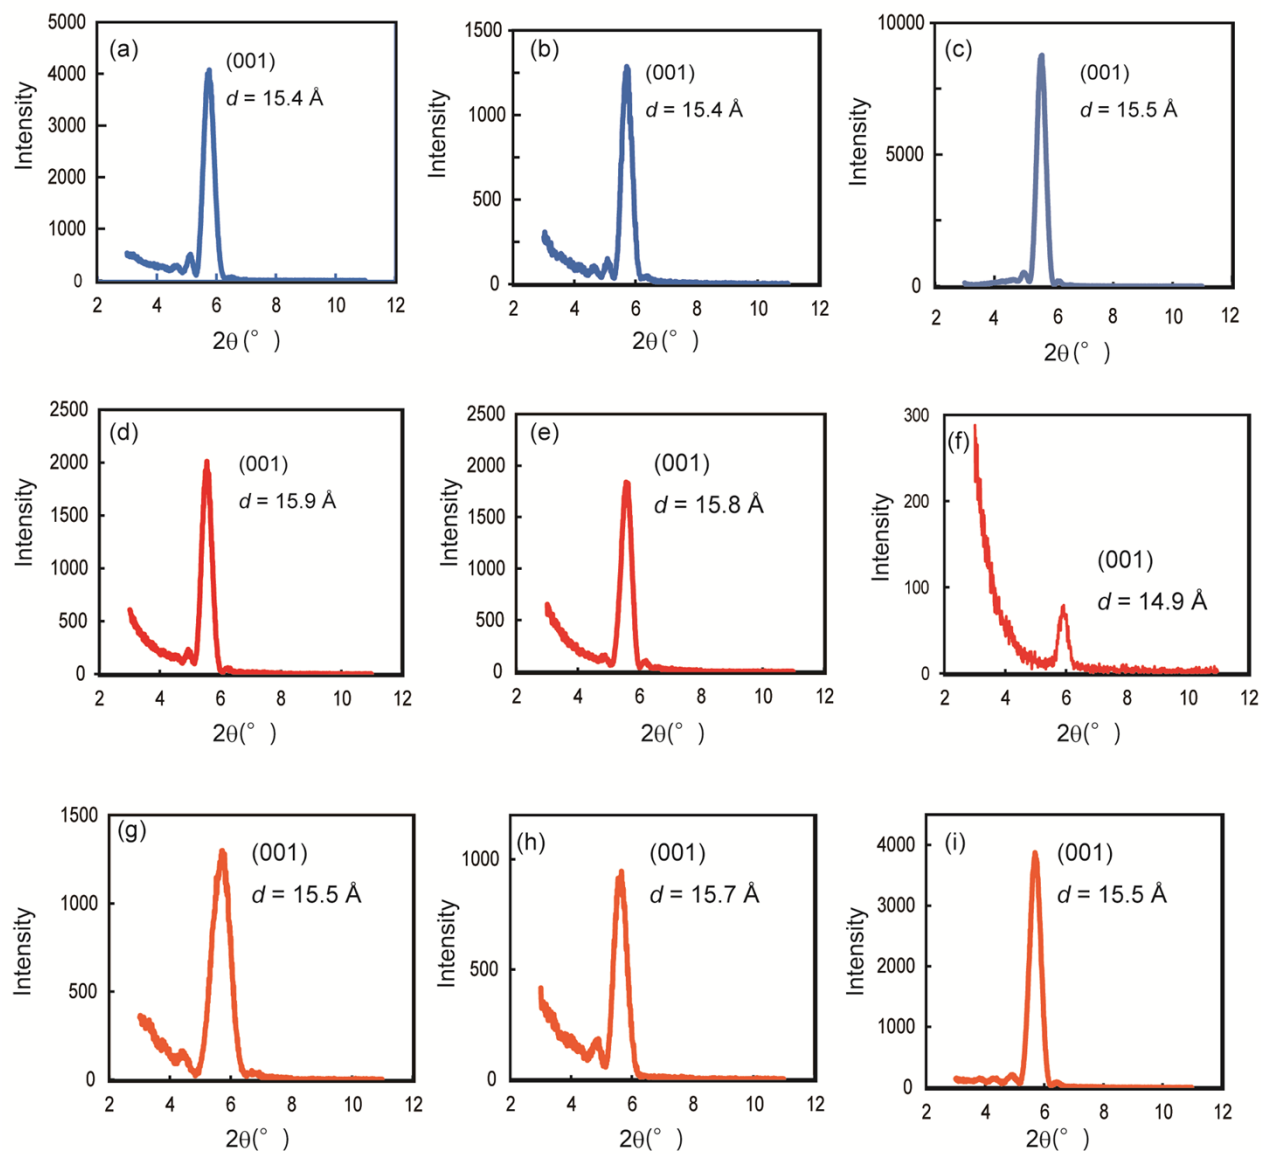 (a)
(001)
d = 15.4 Å
Intensity
5000
4000
3000
2000
1000
0
2 4 6 8 10 12
2θ (° )
(b)
(001)
d = 15.4 Å
Intensity
1500
1000
500
0
2 4 6 8 10 12
2θ (° )
(c)
(001)
d = 15.5 Å
Intensity
10000
5000
0
2 4 6 8 10 12
2θ (° )
(d)
(001)
d = 15.9 Å
Intensity
2500
2000
1500
1000
500
0
2 4 6 8 10 12
2θ(° )
(e)
(001)
d = 15.8 Å
Intensity
2500
2000
1500
1000
500
0
2 4 6 8 10 12
2θ(° )
(f)
(001)
d = 14.9 Å
Intensity
300
200
100
0
2 4 6 8 10 12
2θ(° )
(g)
(001)
d = 15.5 Å
Intensity
1500
1000
500
0
2 4 6 8 10 12
2θ(° )
(h)
(001)
d = 15.7 Å
Intensity
1000
500
0
2 4 6 8 10 12
2θ(° )
(i)
(001)
d = 15.5 Å
Intensity
4000
3000
2000
1000
0
2 4 6 8 10 12
2θ(° )